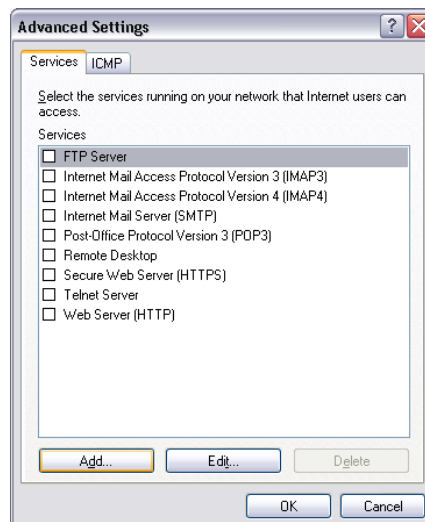 Advanced Settings
Services ICMP
Select the services running on your network that Internet users can
access.
Services
FTP Server
Internet Mail Access Protocol Version 3 (IMAP3)
Internet Mail Access Protocol Version 4 (IMAP4)
Internet Mail Server (SMTP)
Post-Office Protocol Version 3 (POP3)
Remote Desktop
Secure Web Server (HTTPS)
Telnet Server
Web Server (HTTP)
Add... Edit... Delete
OK Cancel